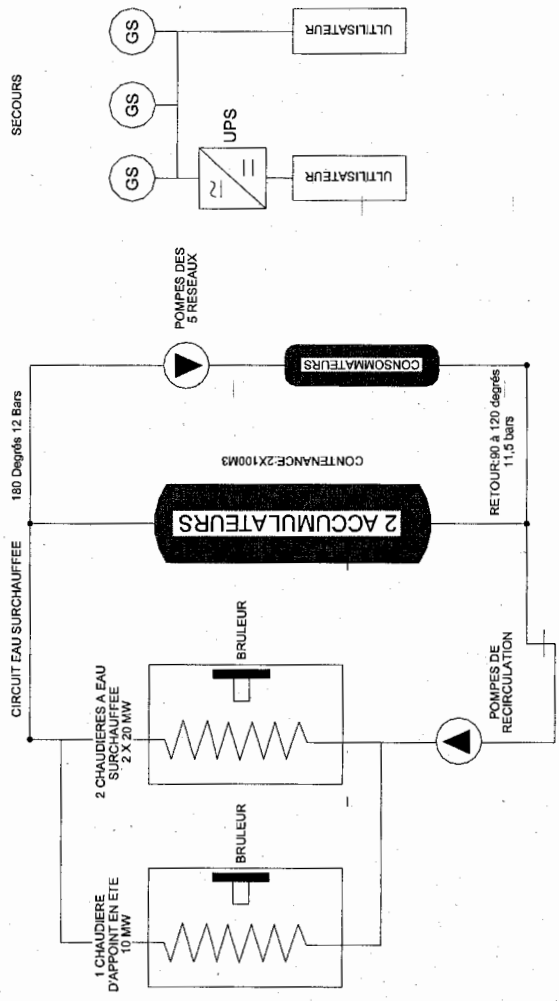 CIRCUIT EAU SURCHAUFFEE
180 Degrés 12 Bars
SECOURS
GS
GS
GS
UPS
ULTILISATEUR
ULTILISATEUR
1 CHAUDIERE
D'APPOINT EN ETE
10 MW
BRULEUR
2 CHAUDIERES A EAU
SURCHAUFFEE
2 X 20 MW
BRULEUR
2 ACCUMULATEURS
CONTENANCE:2X100M3
POMPES DES
5 RESEAUX
CONSOMMATEURS
POMPES DE
RECIRCULATION
RETOUR:90 à 120 degrés
11,5 bars